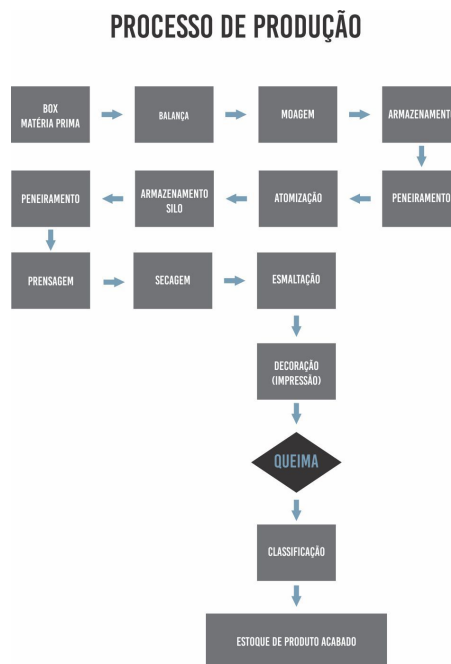 PROCESSO DE PRODUÇÃO
BOX
MATÉRIA PRIMA
BALANÇA
MOAGEM
ARMAZENAMENTO
PENEIRAMENTO
ATOMIZAÇÃO
ARMAZENAMENTO
SILO
PENEIRAMENTO
PRENSAGEM
SECAGEM
ESMALTAÇÃO
DECORAÇÃO
(IMPRESSÃO)
QUEIMA
CLASSIFICAÇÃO
ESTOQUE DE PRODUTO ACABADO